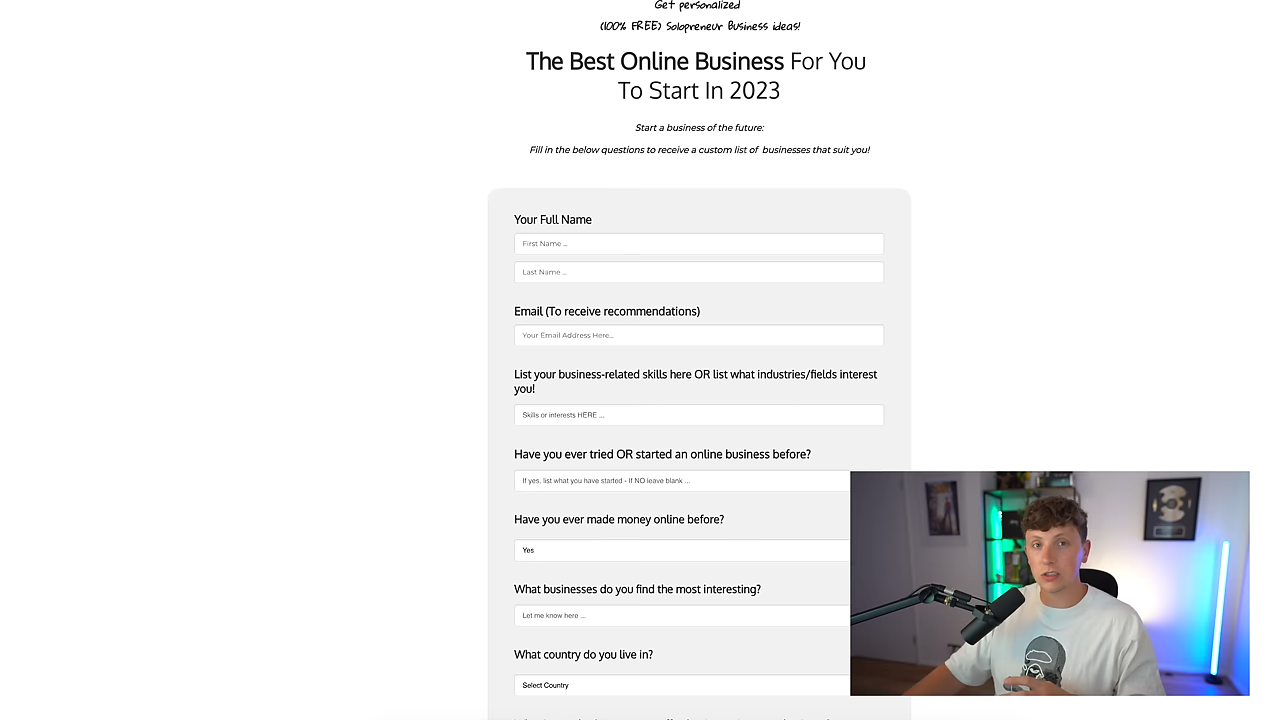 Get personalized
(100% FREE) Solopreneur Business ideas!
The Best Online Business For You
To Start In 2023
Start a business of the future:
Fill in the below questions to receive a custom list of businesses that suit you!
Your Full Name
First Name ...
Last Name ...
Email (To receive recommendations)
Your Email Address Here...
List your business-related skills here OR list what industries/fields interest
you!
Skills or interests HERE ...
Have you ever tried OR started an online business before?
If yes, list what you have started - If NO leave blank ...
Have you ever made money online before?
Yes
What businesses do you find the most interesting?
Let me know here ...
What country do you live in?
Select Country